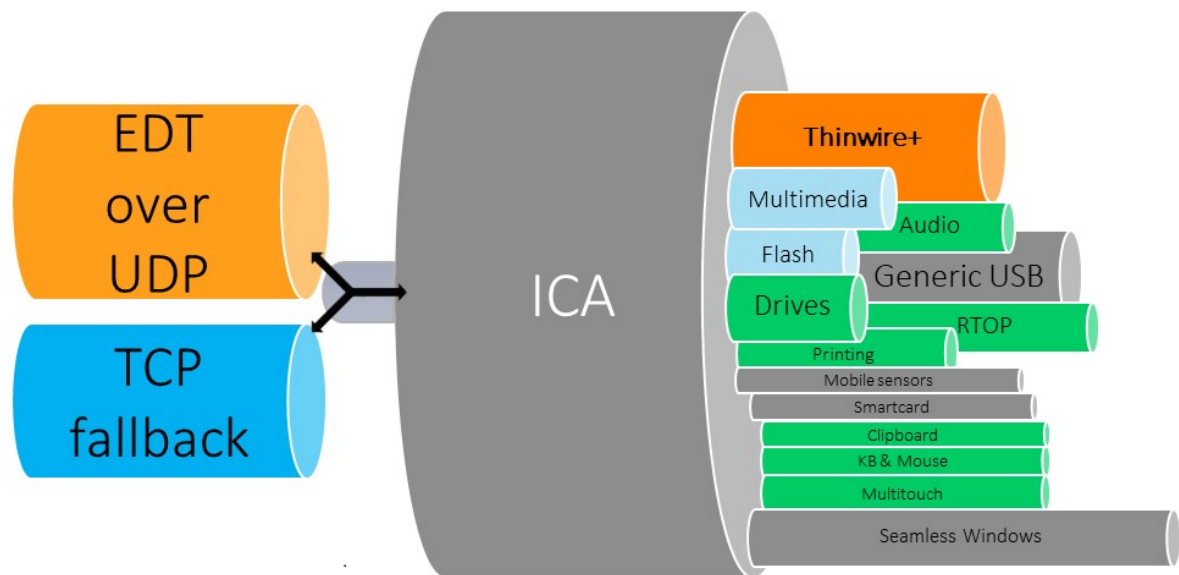 EDT
over
UDP
TCP
fallback
ICA
Thinwire+
Multimedia
Audio
Flash
Generic USB
Drives
RTOP
Printing
Mobile sensors
Smartcard
Clipboard
KB & Mouse
Multitouch
Seamless Windows